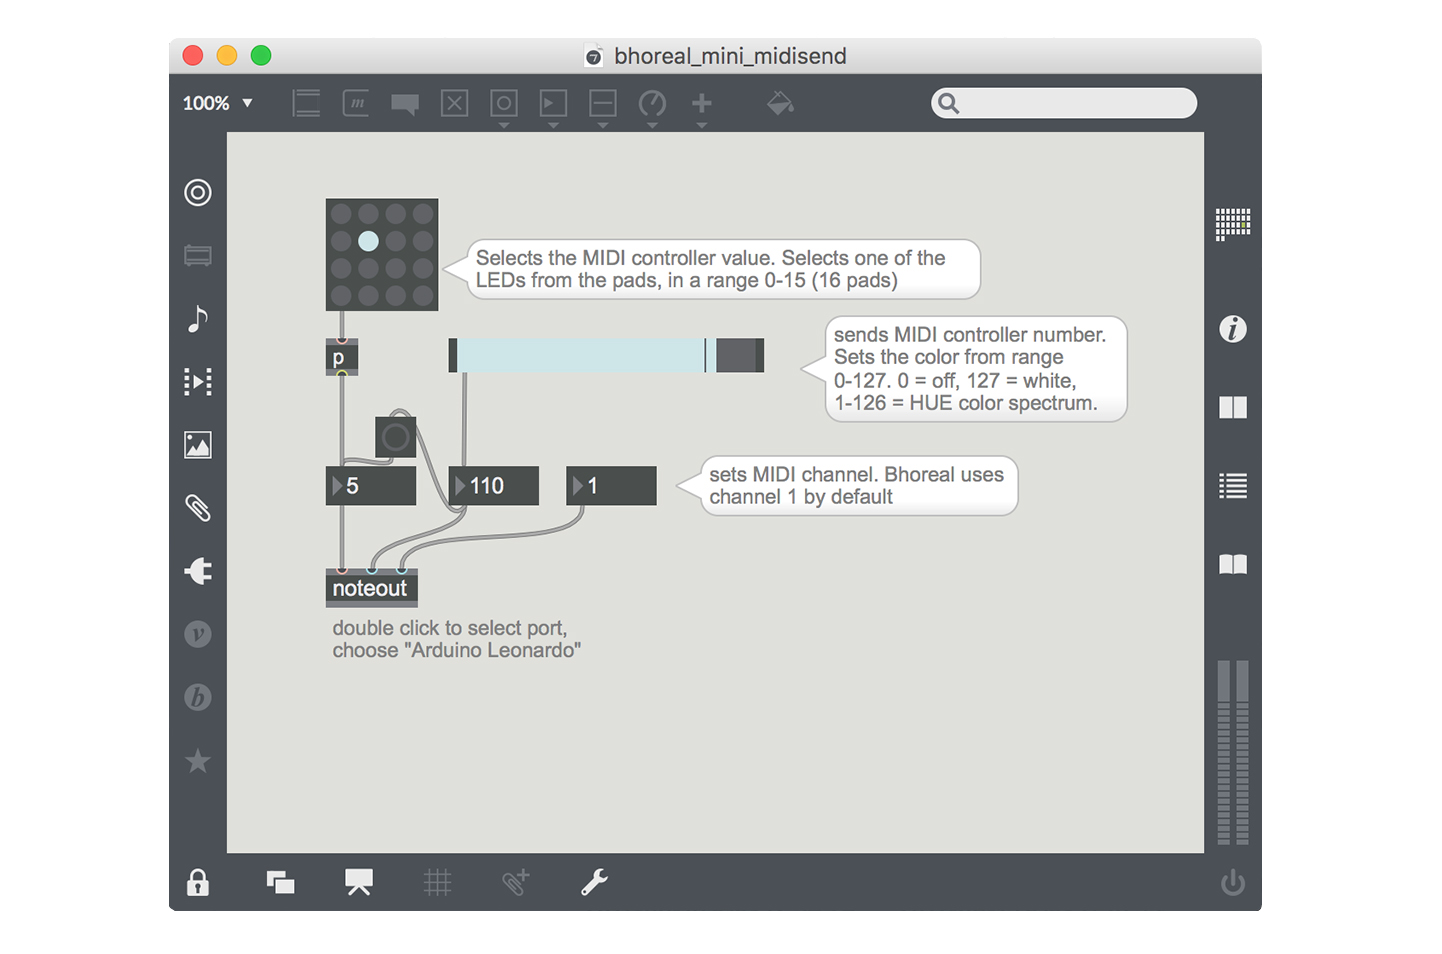 bhoreal_mini_midisend
100%
Selects the MIDI controller value. Selects one of the
LEDs from the pads, in a range 0-15 (16 pads)
p
sends MIDI controller number.
Sets the color from range
0-127. 0 = off, 127 = white,
1-126 = HUE color spectrum.
5
110
1
sets MIDI channel. Bhoreal uses
channel 1 by default
noteout
double click to select port,
choose "Arduino Leonardo"